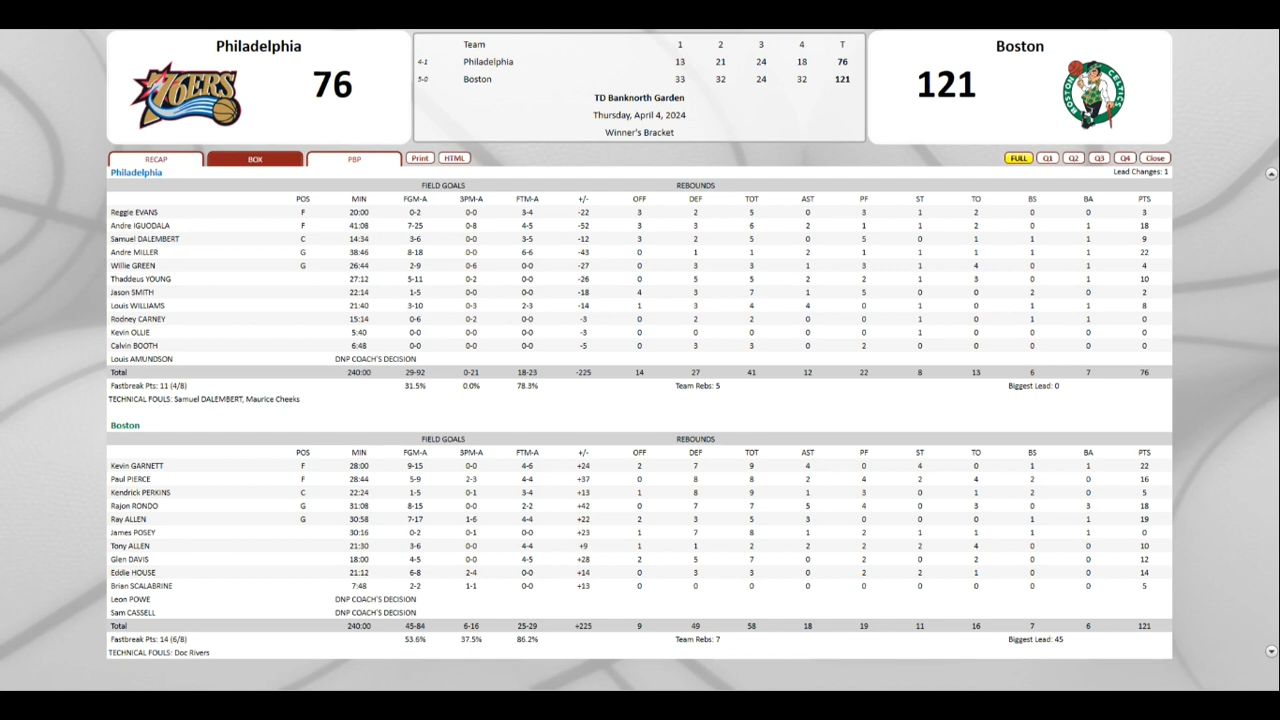 Philadelphia
76ERS
76
Team 1 2 3 4 T
4-1 Philadelphia 13 21 24 18 76
5-0 Boston 33 32 24 32 121
TD Banknorth Garden
Thursday, April 4, 2024
Winner's Bracket
Boston
121
BOSTON CELTICS
RECAP BOX PBP Print HTML FULL Q1 Q2 Q3 Q4 Close
Philadelphia Lead Changes: 1
FIELD GOALS REBOUNDS
POS MIN FGM-A 3PM-A FTM-A +/- OFF DEF TOT AST PF ST TO BS BA PTS
Reggie EVANS F 20:00 0-2 0-0 3-4 -22 3 2 5 0 3 1 2 0 0 3
Andre IGUODALA F 41:08 7-25 0-8 4-5 -52 3 3 6 2 1 1 2 0 1 18
Samuel DALEMBERT C 14:34 3-6 0-0 3-5 -12 3 2 5 0 5 0 1 1 1 9
Andre MILLER G 38:46 8-18 0-0 6-6 -43 0 1 1 2 1 1 1 0 1 22
Willie GREEN G 26:44 2-9 0-6 0-0 -27 0 3 3 1 3 1 4 0 1 4
Thaddeus YOUNG 27:12 5-11 0-2 0-0 -26 0 5 5 2 2 1 3 0 1 10
Jason SMITH 22:14 1-5 0-0 0-0 -18 4 3 7 1 5 0 0 2 0 2
Louis WILLIAMS 21:40 3-10 0-3 2-3 -14 1 3 4 4 0 1 0 1 1 8
Rodney CARNEY 15:14 0-6 0-2 0-0 -3 0 2 2 0 0 1 0 1 1 0
Kevin OLLIE 5:40 0-0 0-0 0-0 -3 0 0 0 0 0 1 0 0 0 0
Calvin BOOTH 6:48 0-0 0-0 0-0 -5 0 3 3 0 2 0 0 0 0 0
Louis AMUNDSON DNP COACH'S DECISION
Total 240:00 29-92 0-21 18-23 -225 14 27 41 12 22 8 13 6 7 76
Fastbreak Pts: 11 (4/8) 31.5% 0.0% 78.3% Team Rebs: 5 Biggest Lead: 0
TECHNICAL FOULS: Samuel DALEMBERT, Maurice Cheeks
Boston
FIELD GOALS REBOUNDS
POS MIN FGM-A 3PM-A FTM-A +/- OFF DEF TOT AST PF ST TO BS BA PTS
Kevin GARNETT F 28:00 9-15 0-0 4-6 +24 2 7 9 4 0 4 0 1 1 22
Paul PIERCE F 28:44 5-9 2-3 4-4 +37 0 8 8 2 4 2 4 2 0 16
Kendrick PERKINS C 22:24 1-5 0-1 3-4 +13 1 8 9 1 3 0 1 2 0 5
Rajon RONDO G 31:08 8-15 0-0 2-2 +42 0 7 7 5 4 0 3 0 3 18
Ray ALLEN G 30:58 7-17 1-6 4-4 +22 2 3 5 3 0 0 0 1 1 19
James POSEY 30:16 0-2 0-1 0-0 +23 1 7 8 1 2 1 1 1 1 0
Tony ALLEN 21:30 3-6 0-0 4-4 +9 1 1 2 2 2 2 4 0 0 10
Glen DAVIS 18:00 4-5 0-0 4-5 +28 2 5 7 0 2 0 2 0 0 12
Eddie HOUSE 21:12 6-8 2-4 0-0 +14 0 3 3 0 2 2 1 0 0 14
Brian SCALABRINE 7:48 2-2 1-1 0-0 +13 0 0 0 0 0 0 0 0 0 5
Leon POWE DNP COACH'S DECISION
Sam CASSELL DNP COACH'S DECISION
Total 240:00 45-84 6-16 25-29 +225 9 49 58 18 19 11 16 7 6 121
Fastbreak Pts: 14 (6/8) 53.6% 37.5% 86.2% Team Rebs: 7 Biggest Lead: 45
TECHNICAL FOULS: Doc Rivers